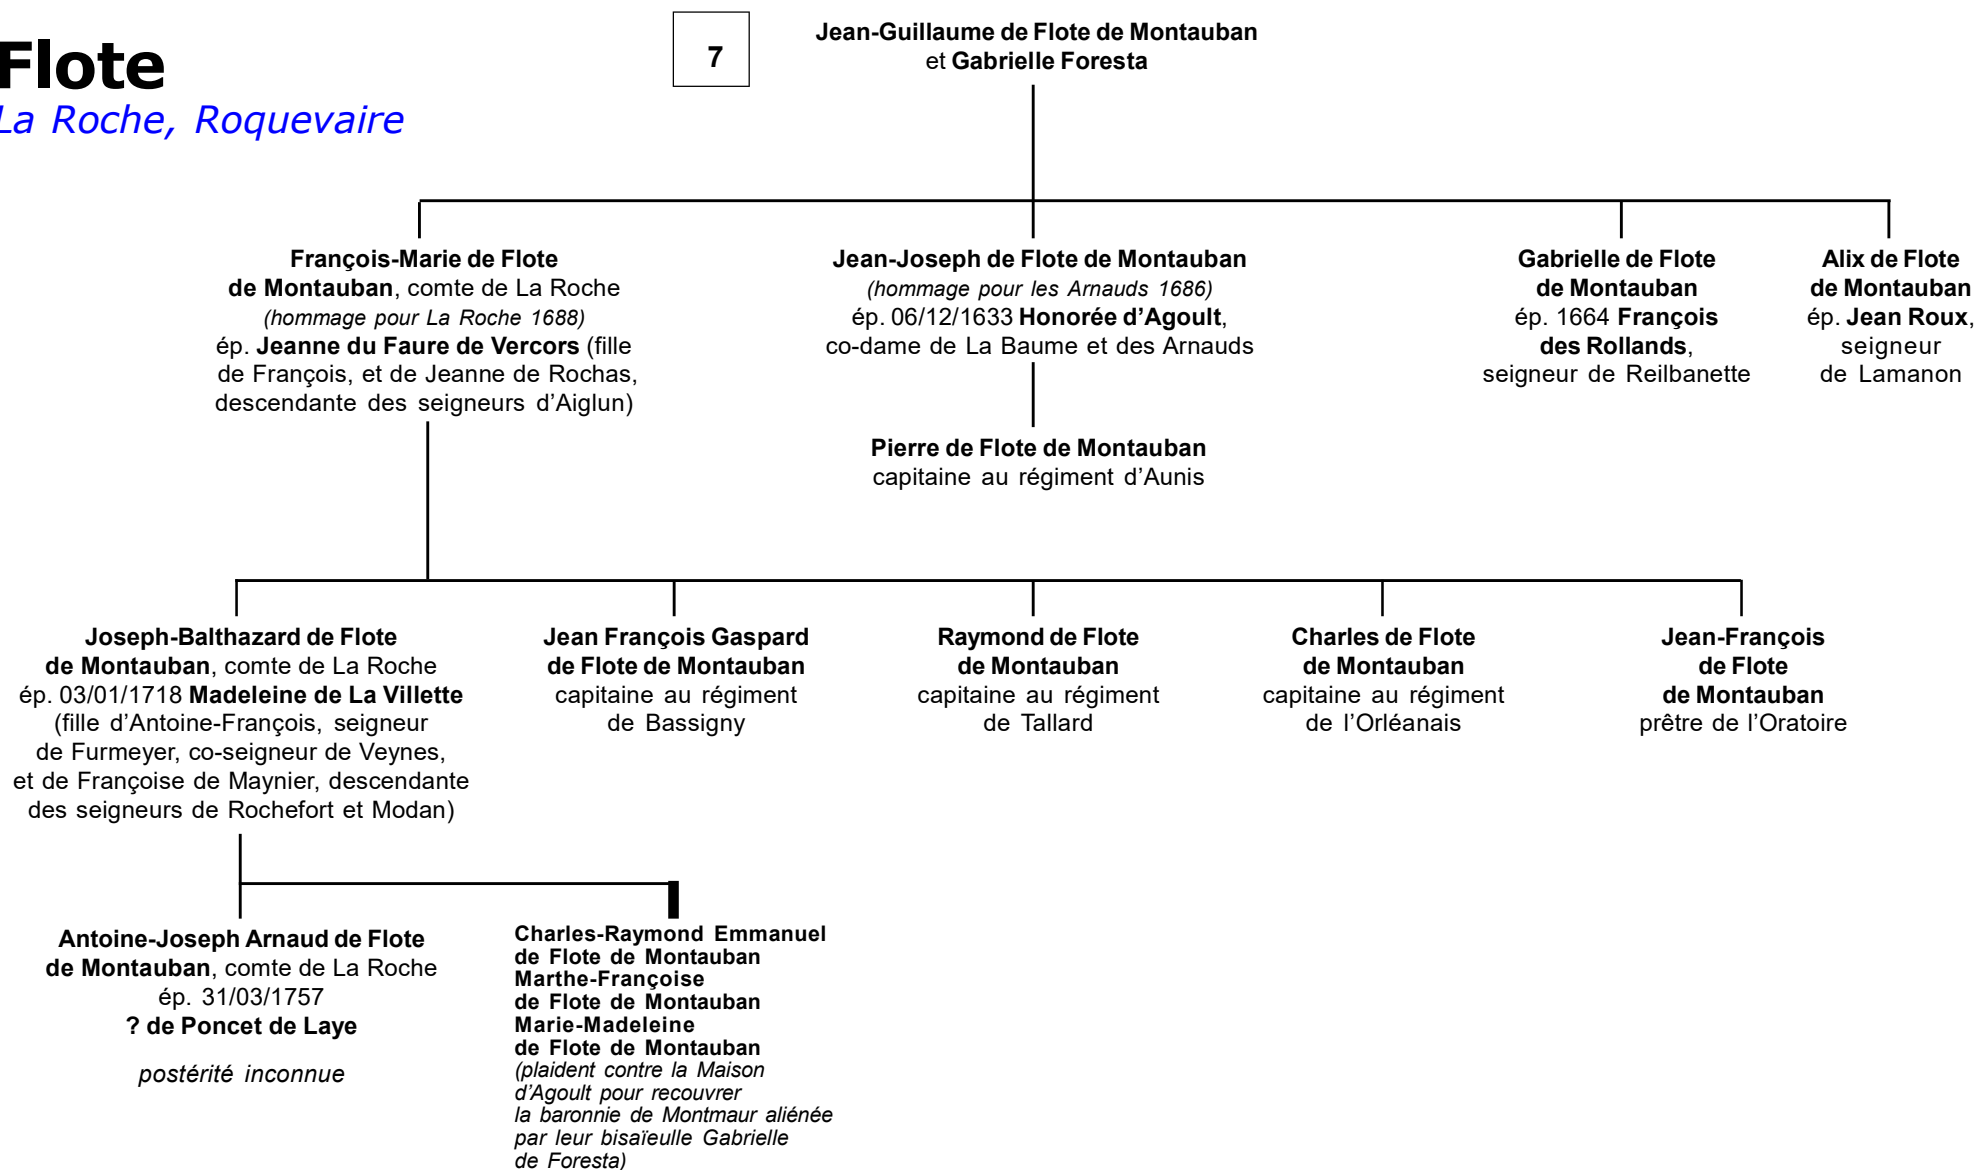 Flote
La Roche, Roquevaire
7
Jean-Guillaume de Flote de Montauban
et Gabrielle Foresta
François-Marie de Flote
de Montauban, comte de La Roche
(hommage pour La Roche 1688)
ép. Jeanne du Faure de Vercors (fille
de François, et de Jeanne de Rochas,
descendante des seigneurs d’Aiglun)
Jean-Joseph de Flote de Montauban
(hommage pour les Arnauds 1686)
ép. 06/12/1633 Honorée d’Agoult,
co-dame de La Baume et des Arnauds
Gabrielle de Flote
de Montauban
ép. 1664 François
des Rollands,
seigneur de Reilbanette
Alix de Flote
de Montauban
ép. Jean Roux,
seigneur
de Lamanon
Pierre de Flote de Montauban
capitaine au régiment d’Aunis
Joseph-Balthazard de Flote
de Montauban, comte de La Roche
ép. 03/01/1718 Madeleine de La Villette
(fille d’Antoine-François, seigneur
de Furmeyer, co-seigneur de Veynes,
et de Françoise de Maynier, descendante
des seigneurs de Rochefort et Modan)
Jean François Gaspard
de Flote de Montauban
capitaine au régiment
de Bassigny
Raymond de Flote
de Montauban
capitaine au régiment
de Tallard
Charles de Flote
de Montauban
capitaine au régiment
de l’Orléanais
Jean-François
de Flote
de Montauban
prêtre de l’Oratoire
Antoine-Joseph Arnaud de Flote
de Montauban, comte de La Roche
ép. 31/03/1757
? de Poncet de Laye
postérité inconnue
Charles-Raymond Emmanuel
de Flote de Montauban
Marthe-Françoise
de Flote de Montauban
Marie-Madeleine
de Flote de Montauban
(plaident contre la Maison
d’Agoult pour recouvrer
la baronnie de Montmaur aliénée
par leur bisaïeulle Gabrielle
de Foresta)